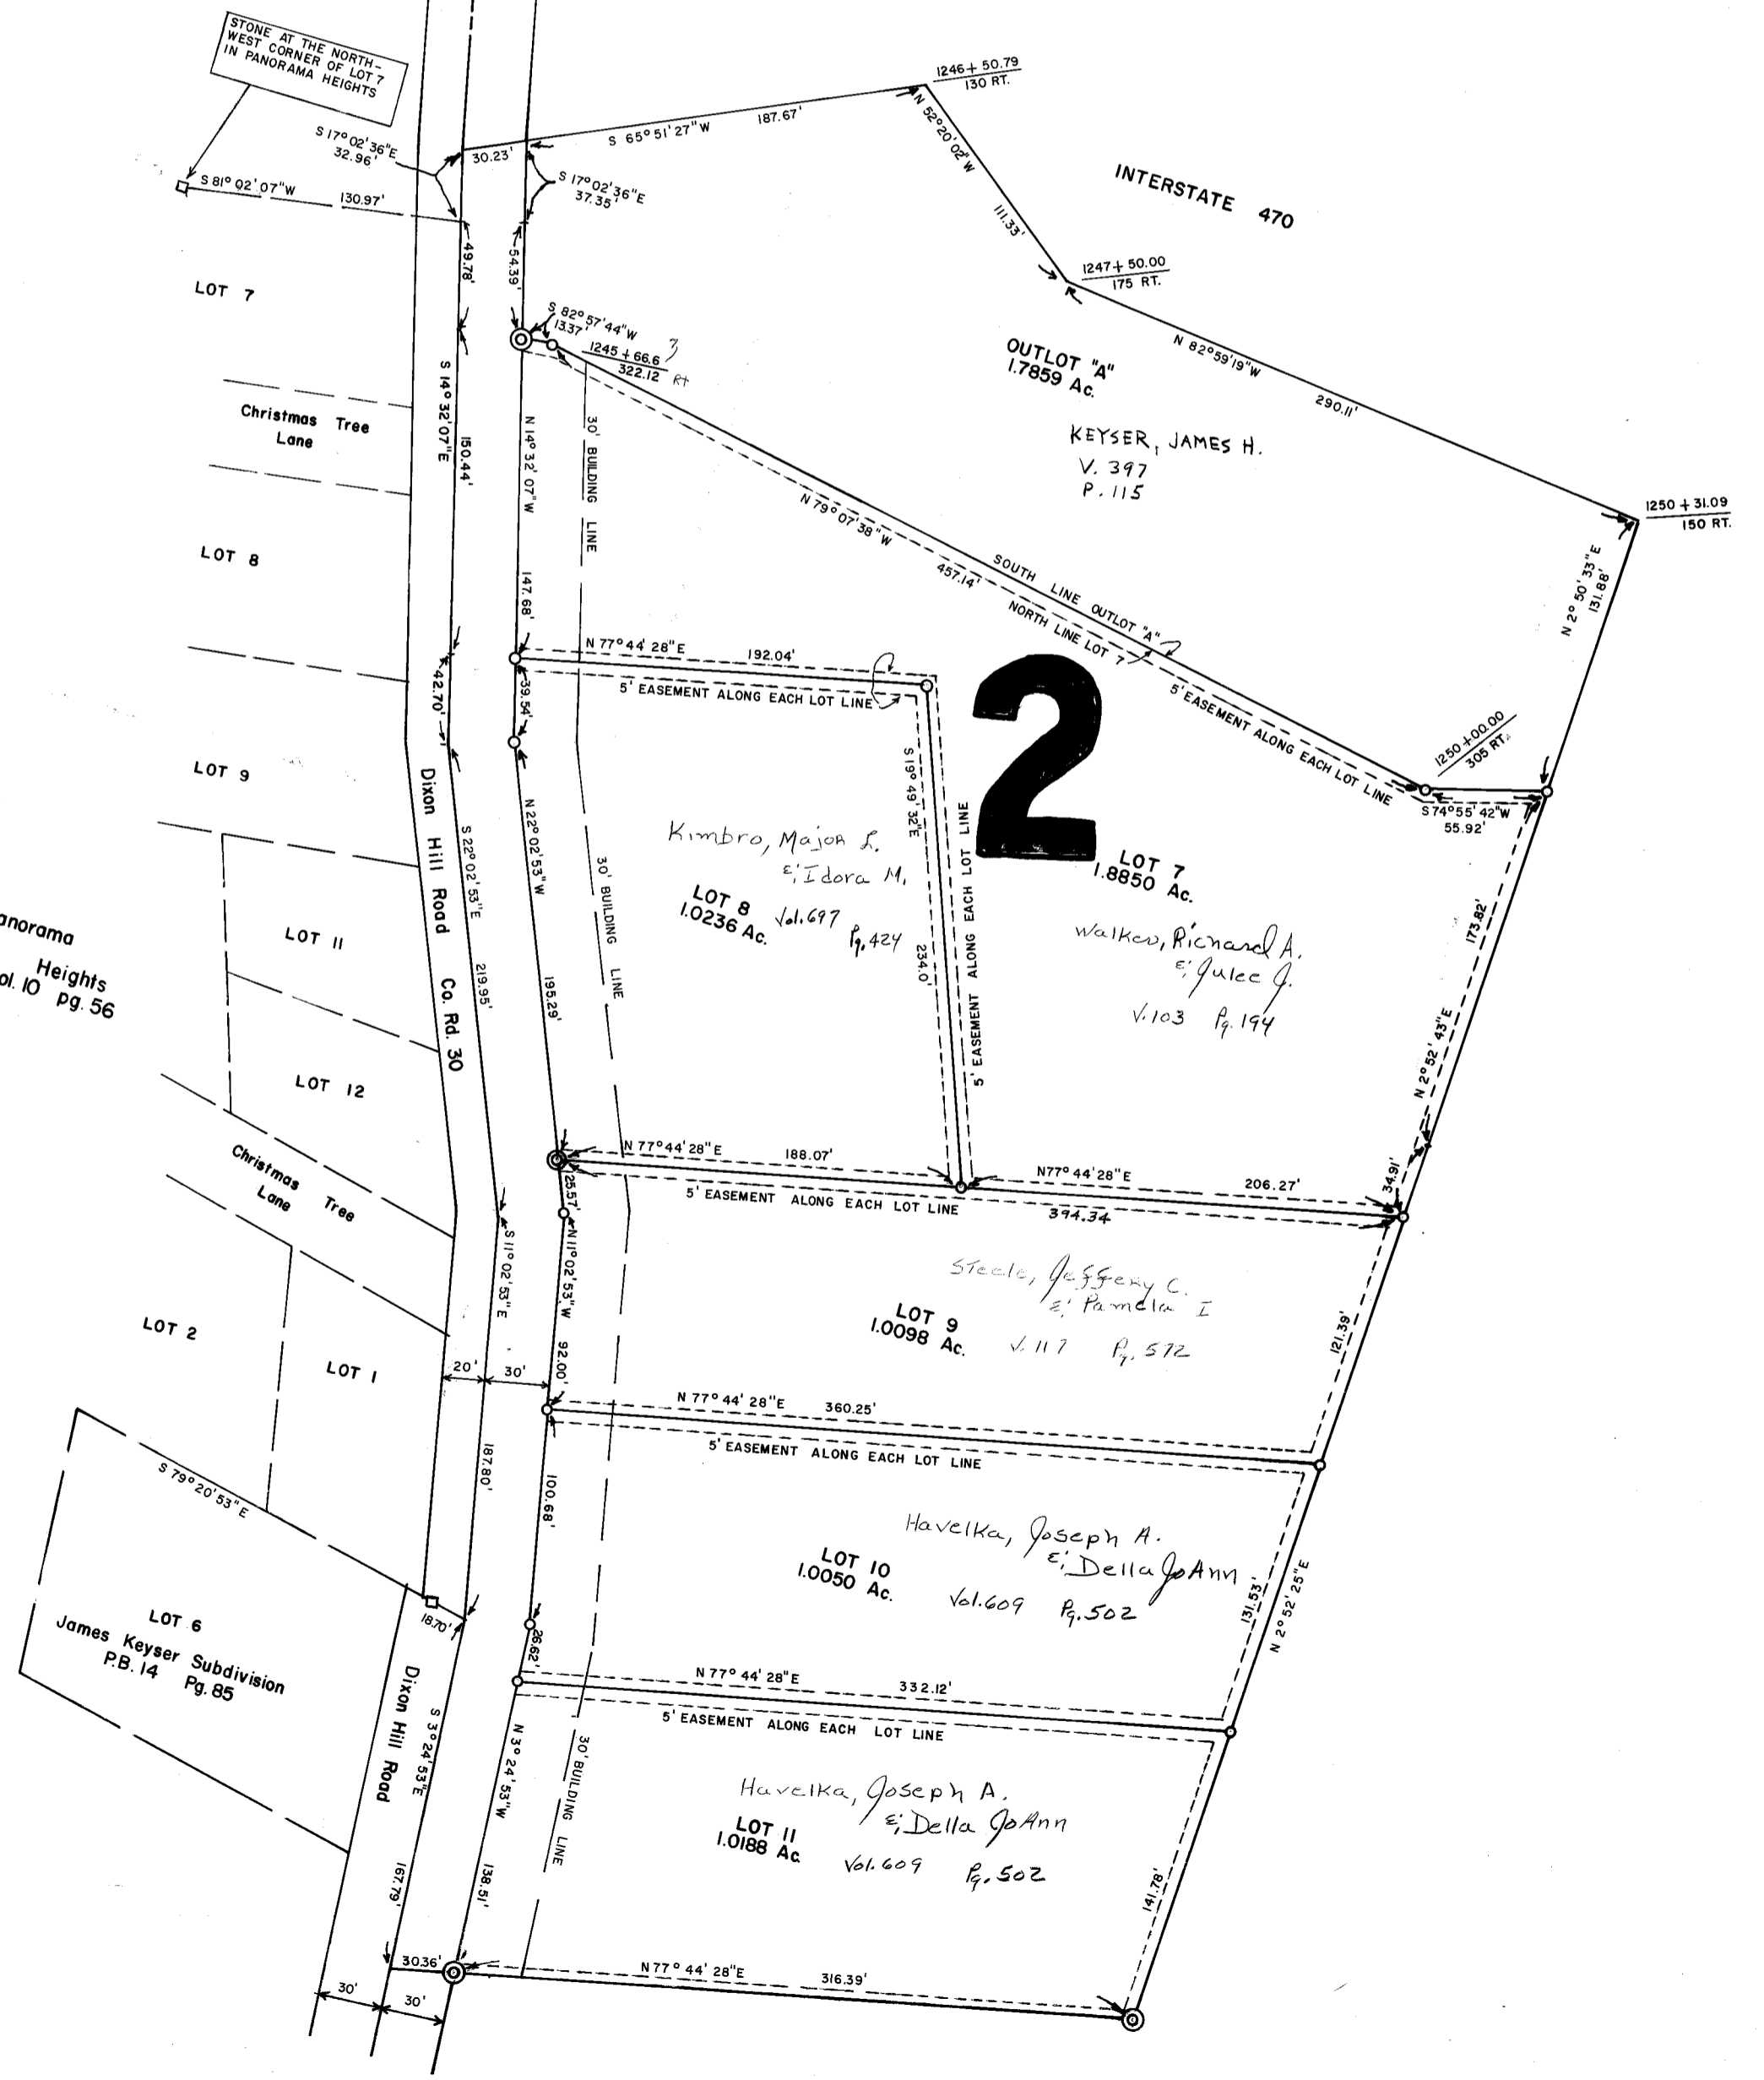 STONE AT THE NORTH-
WEST CORNER OF LOT 7
IN PANORAMA HEIGHTS
S 17° 02' 36" E
32.96'
S 81° 02' 07" W
130.97'
30.23'
S 65° 51' 27" W
187.67'
S 17° 02' 36" E
37.35'
1246 + 50.79
130 RT.
N 52° 20' 02" W
111.33'
INTERSTATE 470
1247 + 50.00
175 RT.
N 82° 59' 19" W
290.11'
1250 + 31.09
150 RT.
OUTLOT "A"
1.7859 Ac.
KEYSER, JAMES H.
V. 397
P. 115
N 2° 50' 33" E
131.88'
49.78'
54.39'
S 82° 57' 44" W
13.37'
1245 + 66.6
322.12 Rt
LOT 7
S 14° 32' 07" E
150.44'
N 14° 32' 07" W
147.68'
30' BUILDING LINE
N 79° 07' 38" W
457.14'
SOUTH LINE OUTLOT "A"
NORTH LINE LOT 7
5' EASEMENT ALONG EACH LOT LINE
1250 + 00.00
305 RT.
S 74° 55' 42" W
55.92'
Christmas Tree
Lane
LOT 8
LOT 9
42.70'
39.54'
N 77° 44' 28" E
192.04'
5' EASEMENT ALONG EACH LOT LINE
2
Dixon Hill Road Co. Rd. 30
S 22° 02' 53" E
219.95'
N 22° 02' 53" W
195.29'
30' BUILDING LINE
Kimbro, Major L.
& Idora M.
LOT 8
1.0236 Ac.
Vol. 697
Pg. 424
S 19° 49' 32" E
234.0'
5' EASEMENT ALONG EACH LOT LINE
LOT 7
1.8850 Ac.
Walker, Richard A.
& Julee J.
V. 103 Pg. 194
173.82'
N 2° 52' 43" E
34.91'
anorama
Heights
ol. 10 pg. 56
LOT 11
LOT 12
Christmas Tree
Lane
N 77° 44' 28" E
188.07'
N 77° 44' 28" E
206.27'
5' EASEMENT ALONG EACH LOT LINE
394.34
25.57'
S 11° 02' 53" E
N 11° 02' 53" W
92.00'
Steele, Jeffery C.
& Pamela I
LOT 9
1.0098 Ac.
V. 117 Pg. 572
121.39'
LOT 2
LOT 1
20'
30'
N 77° 44' 28" E
360.25'
5' EASEMENT ALONG EACH LOT LINE
187.80'
100.68'
S 79° 20' 53" E
Havelka, Joseph A.
& Della JoAnn
LOT 10
1.0050 Ac.
Vol. 609 Pg. 502
131.53'
N 2° 52' 25" E
LOT 6
James Keyser Subdivision
P.B. 14 Pg. 85
18.70'
26.62'
N 77° 44' 28" E
332.12'
5' EASEMENT ALONG EACH LOT LINE
Dixon Hill Road
S 3° 24' 53" E
167.79'
N 3° 24' 53" W
138.51'
30' BUILDING LINE
Havelka, Joseph A.
& Della JoAnn
LOT 11
1.0188 Ac
Vol. 609 Pg. 502
141.78'
30.36'
N 77° 44' 28" E
316.39'
30'
30'